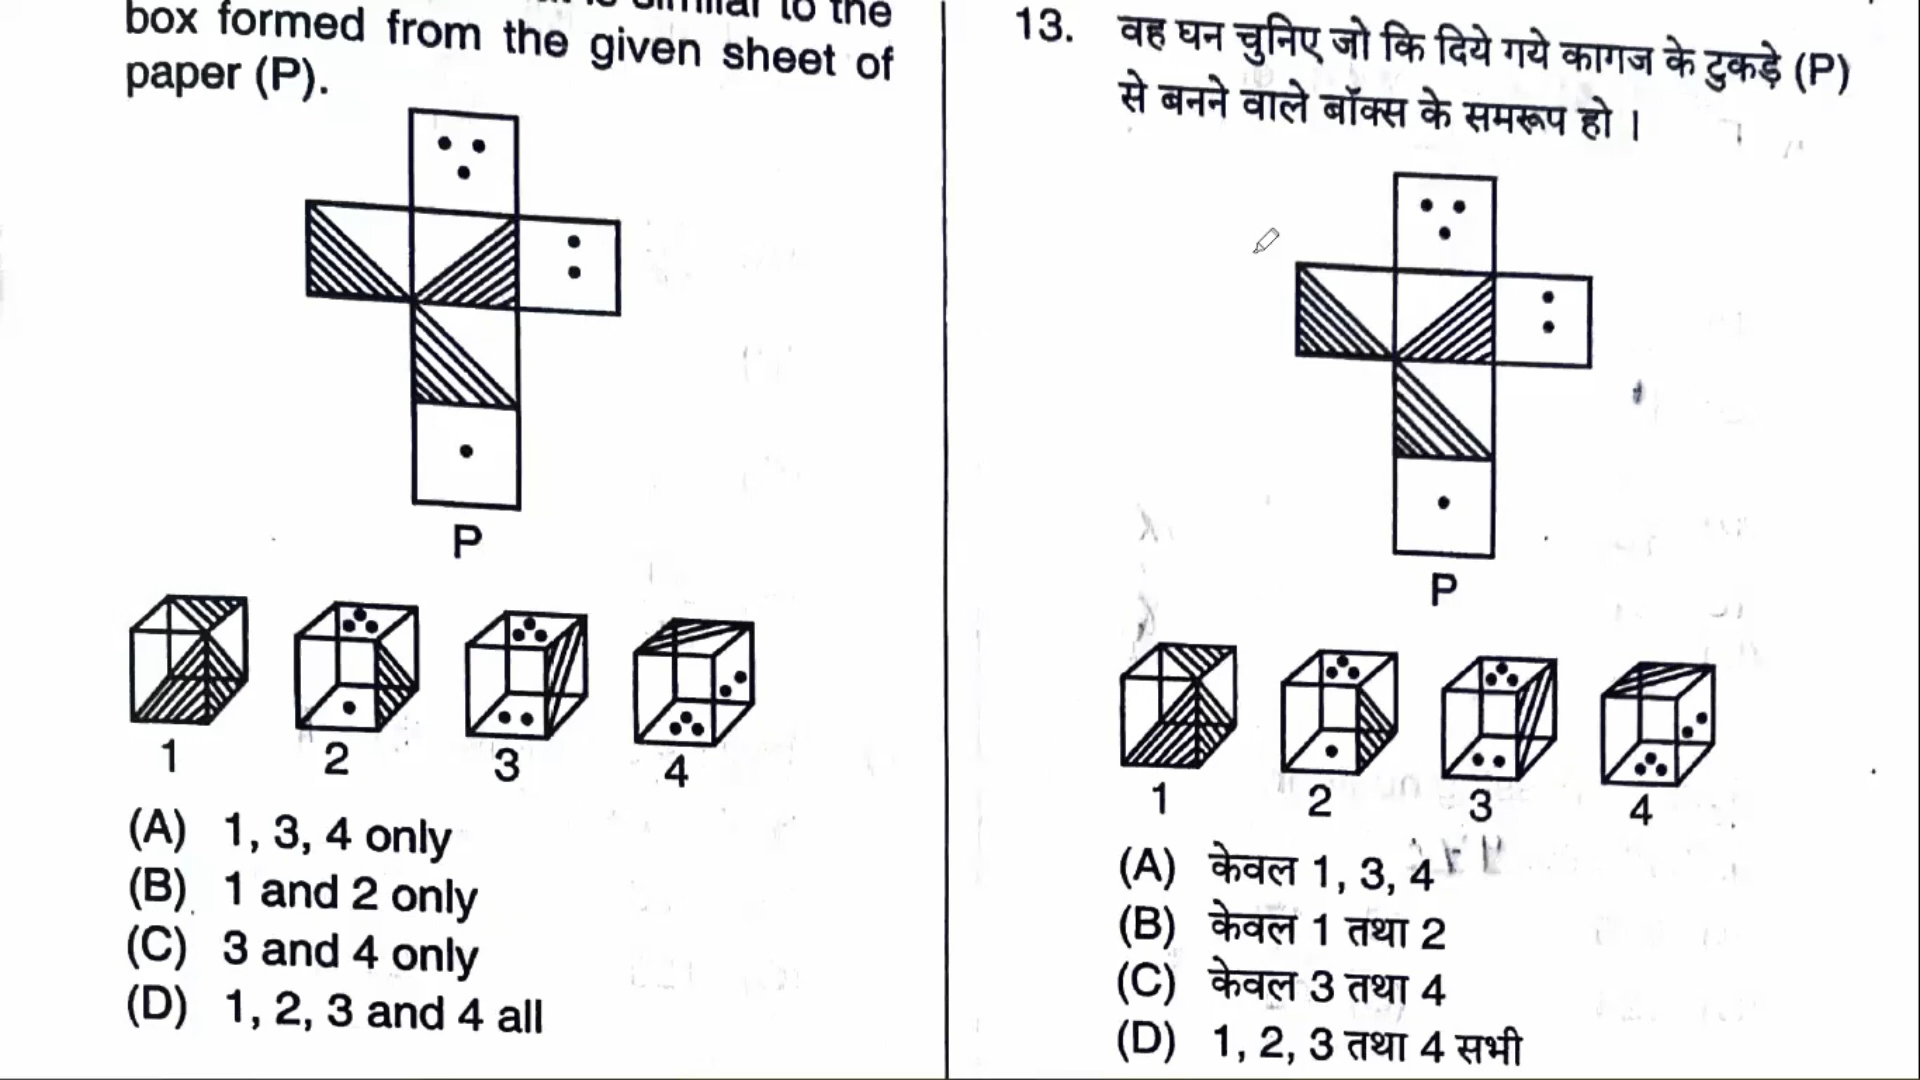 to the
box formed from the given sheet of
paper (P).
P
1 2 3 4
(A) 1, 3, 4 only
(B) 1 and 2 only
(C) 3 and 4 only
(D) 1, 2, 3 and 4 all
13. वह घन चुनिए जो कि दिये गये कागज के टुकड़े (P)
से बनने वाले बॉक्स के समरूप हो ।
P
1 2 3 4
(A) केवल 1, 3, 4
(B) केवल 1 तथा 2
(C) केवल 3 तथा 4
(D) 1, 2, 3 तथा 4 सभी